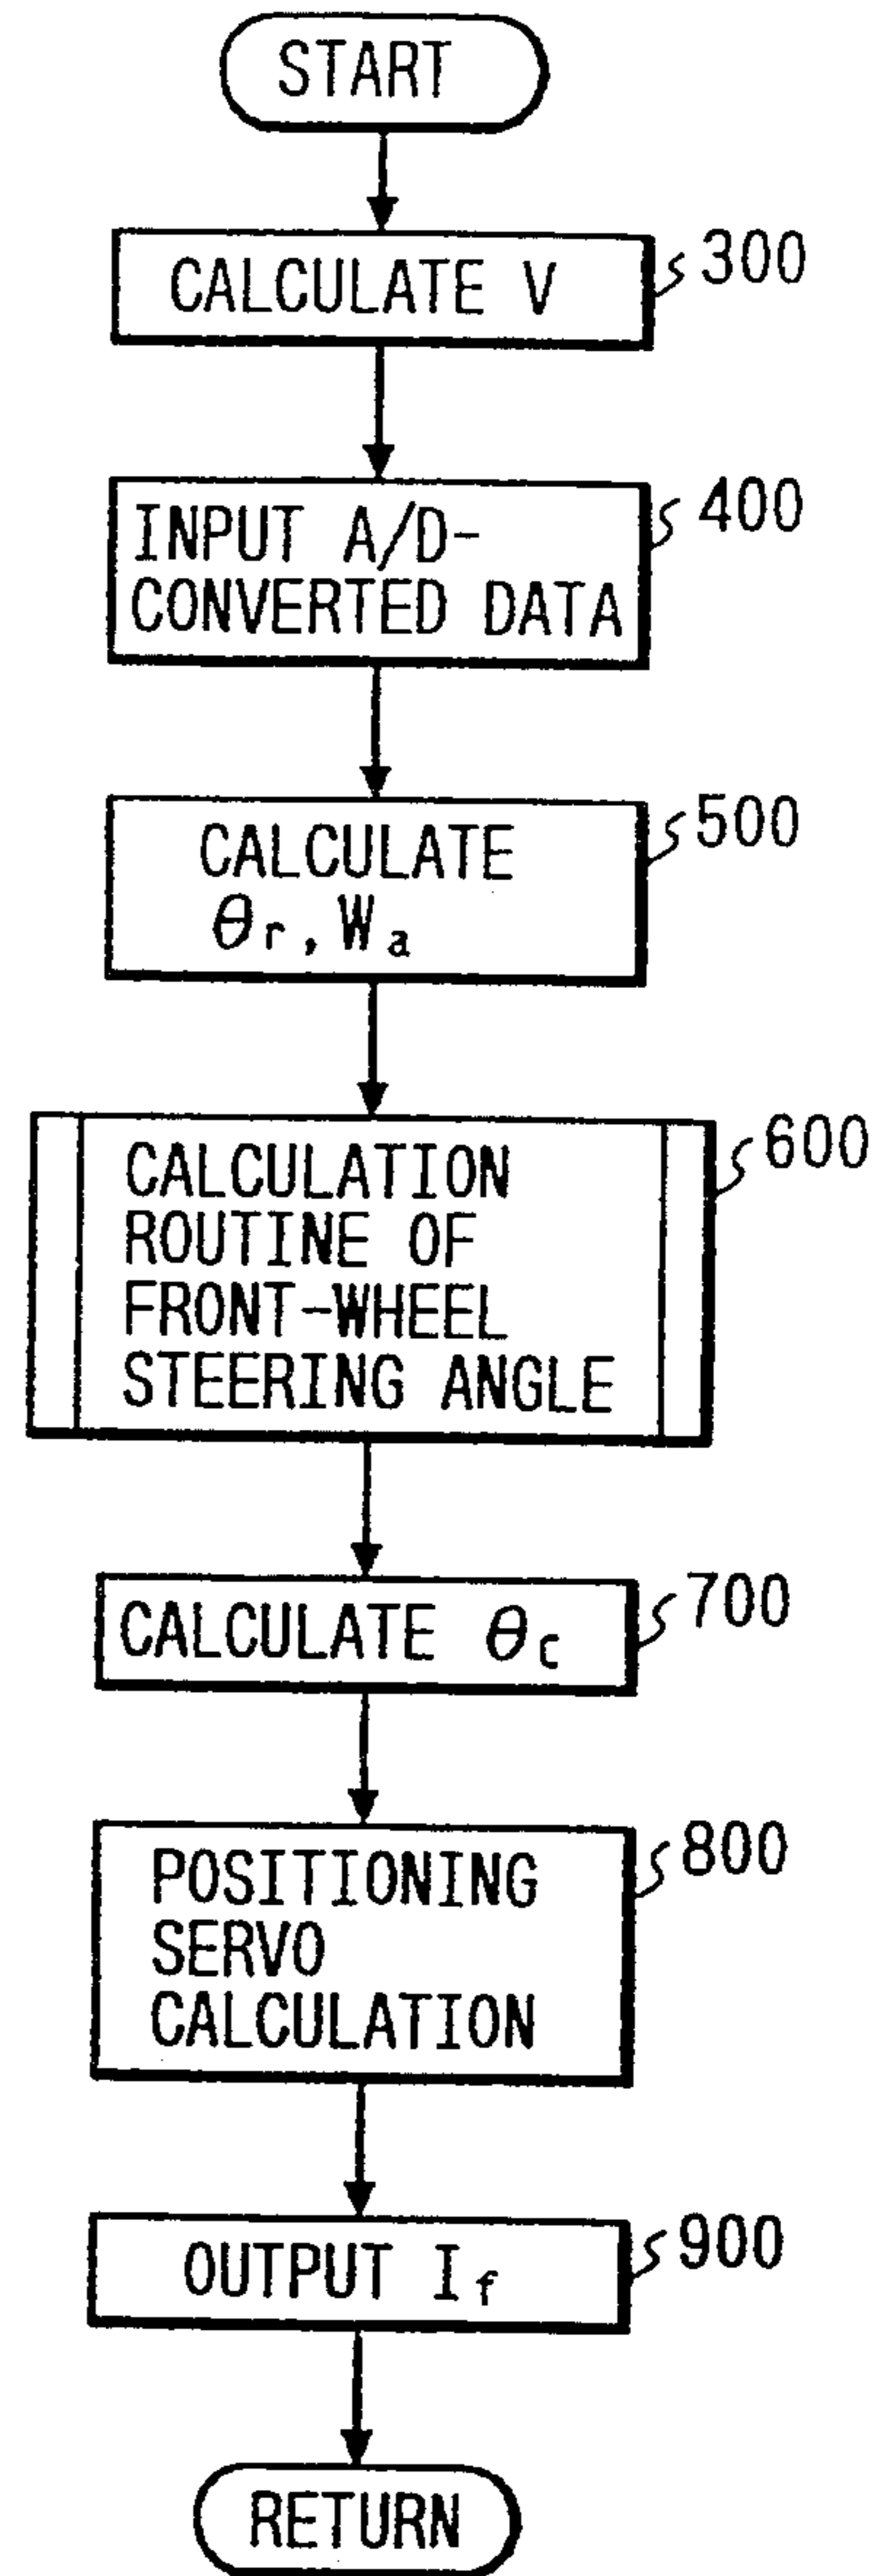 START
CALCULATE V
300
INPUT A/D-
CONVERTED DATA
400
CALCULATE
θr, Wa
500
CALCULATION
ROUTINE OF
FRONT-WHEEL
STEERING ANGLE
600
CALCULATE θc
700
POSITIONING
SERVO
CALCULATION
800
OUTPUT If
900
RETURN